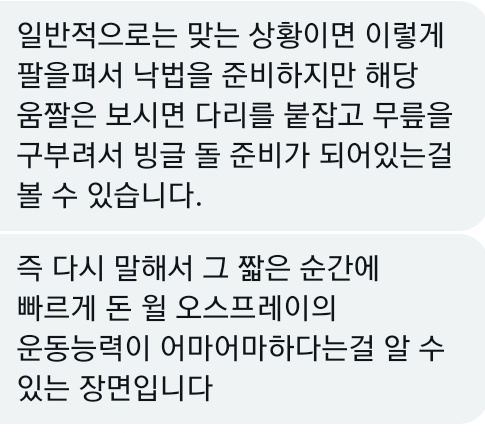 일반적으로는 맞는 상황이면 이렇게
팔을펴서 낙법을 준비하지만 해당
움짤은 보시면 다리를 붙잡고 무릎을
구부려서 빙글 돌 준비가 되어있는걸
볼 수 있습니다.
즉 다시 말해서 그 짧은 순간에
빠르게 돈 윌 오스프레이의
운동능력이 어마어마하다는걸 알 수
있는 장면입니다